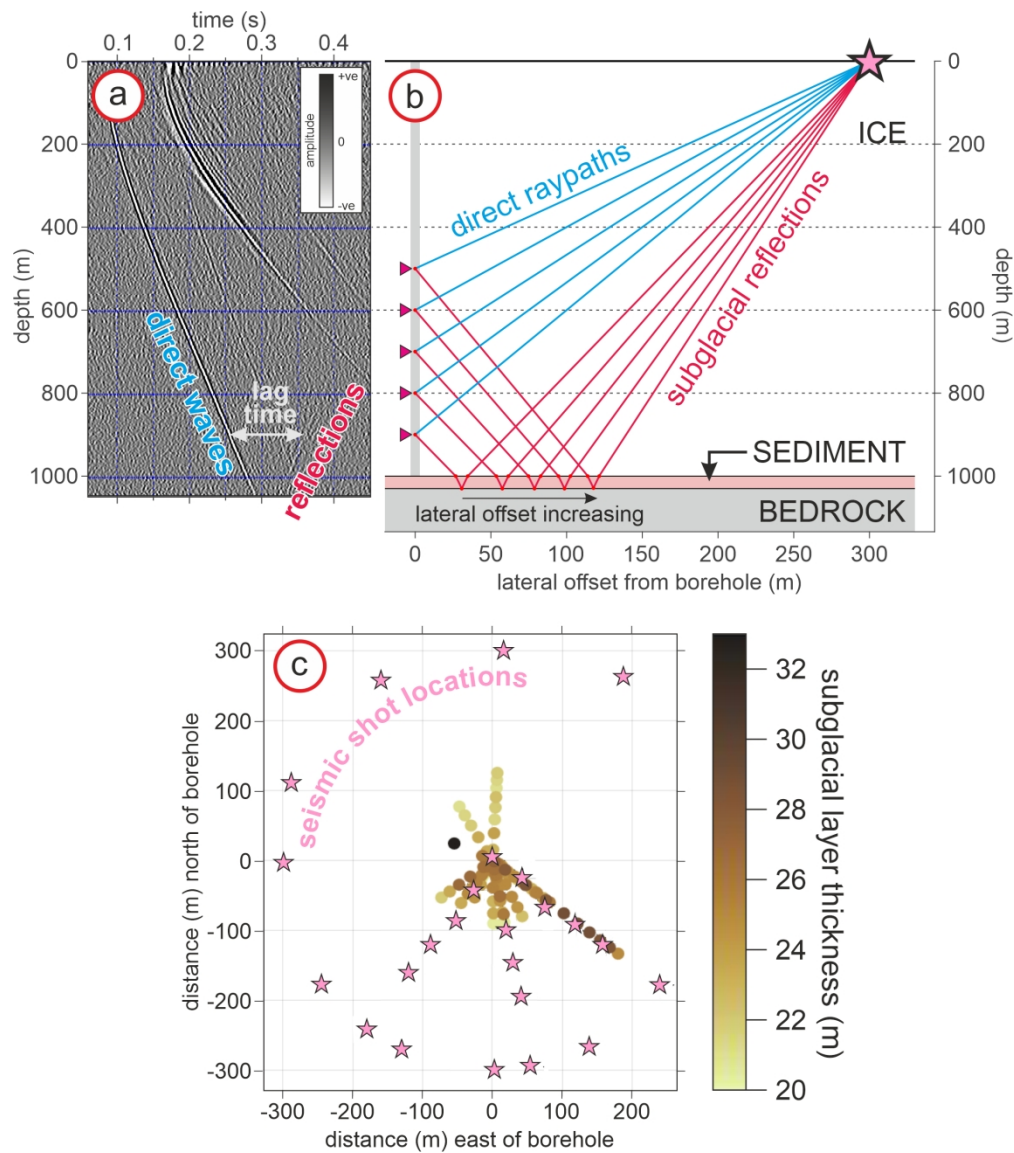 time (s)
0.1 0.2 0.3 0.4
a
+ve
0
-ve
amplitude
0
200
400
600
800
1000
depth (m)
direct waves
lag
time
reflections
b
ICE
direct raypaths
subglacial reflections
SEDIMENT
BEDROCK
lateral offset increasing
0
200
400
600
800
1000
depth (m)
0 50 100 150 200 250 300
lateral offset from borehole (m)
c
seismic shot locations
300
200
100
0
-100
-200
-300
distance (m) north of borehole
-300 -200 -100 0 100 200
distance (m) east of borehole
32
30
28
26
24
22
20
subglacial layer thickness (m)